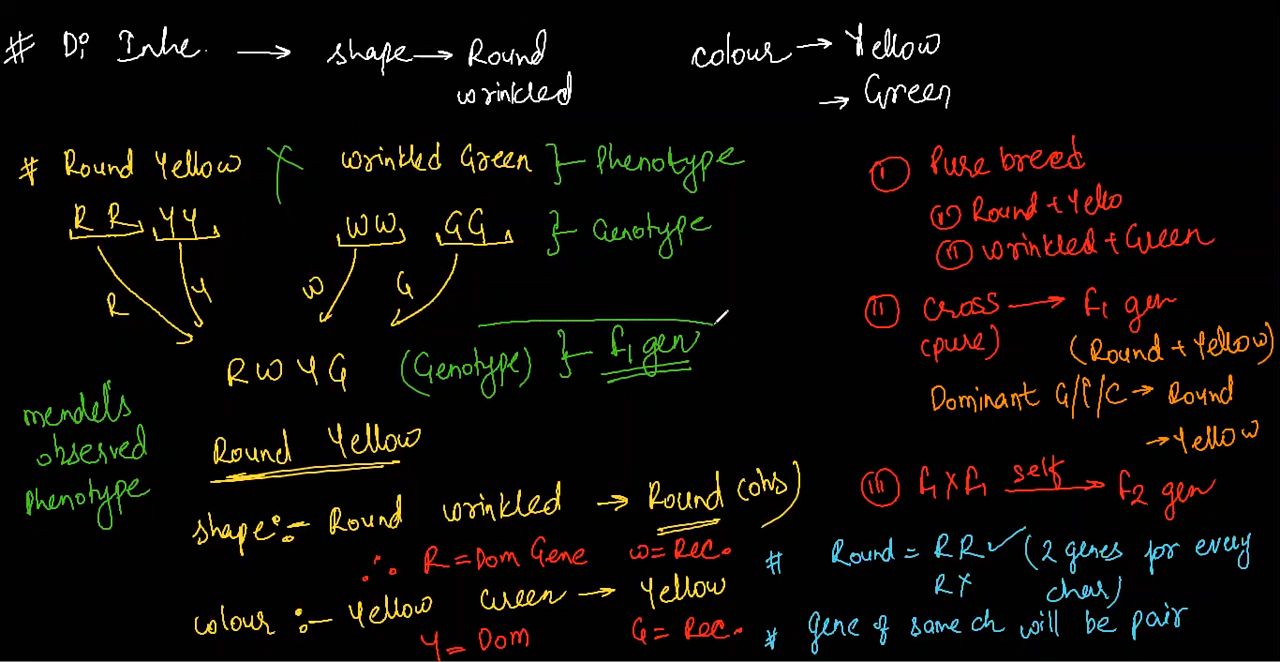 # Di Inhe. → shape → Round colour → Yellow
wrinkled → Green
# Round Yellow X wrinkled Green }- Phenotype
RR YY WW GG }- Genotype
R Y W G
RWYG (Genotype) }- F1 gen
mendel's
observed
Phenotype
Round Yellow
shape:- Round wrinkled → Round (obs)
∴ R = Dom Gene W = Rec.
colour :- Yellow Green → Yellow
Y = Dom G = Rec.
(I) Pure breed
(i) Round + Yello
(ii) wrinkled + Green
(II) Cross → F1 gen
(pure) (Round + Yellow)
Dominant G/P/C → Round
→ Yellow
(III) F1 X F1 self → F2 gen
# Round = RR ✓ (2 genes for every
R X char)
# gene of same ch will be pair